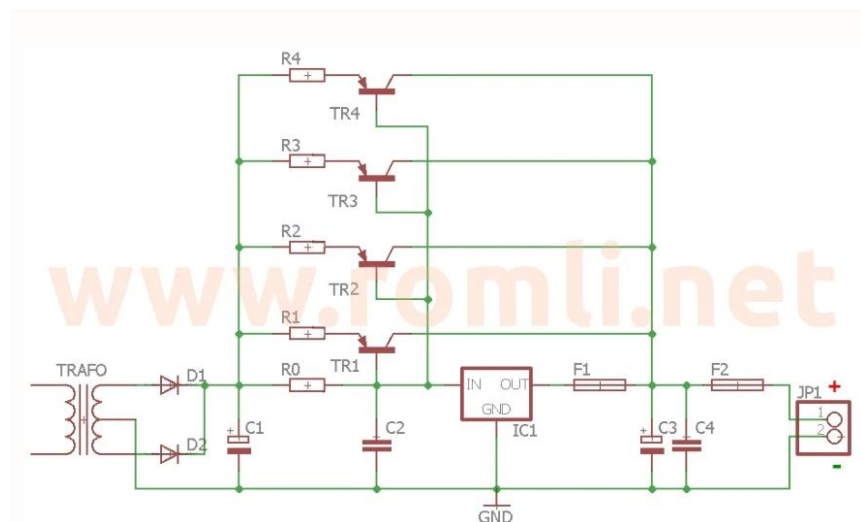 R4
TR4
R3
TR3
R2
TR2
www.romli.net
R1
TR1
TRAFO
D1
R0
IN OUT
GND
IC1
F1
F2
JP1
+
1
2
-
D2
+
C1
C2
+
C3
C4
GND